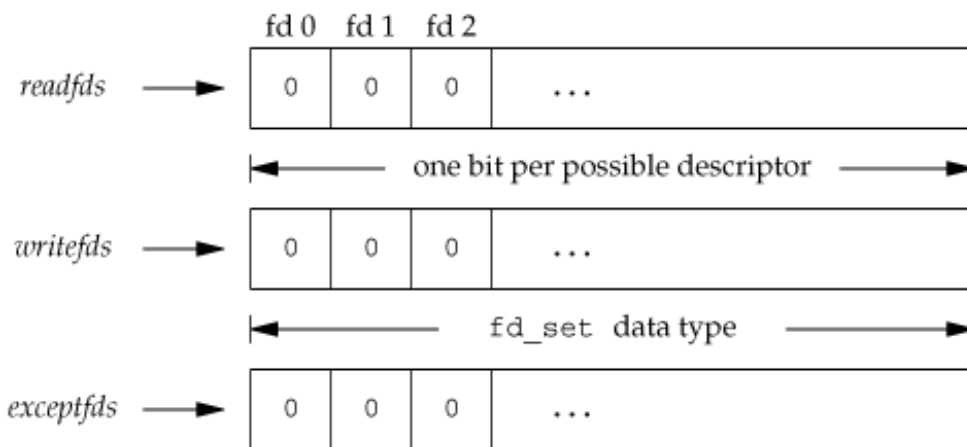 fd 0 fd 1 fd 2
readfds 0 0 0 ...
one bit per possible descriptor
writefds 0 0 0 ...
fd_set data type
exceptfds 0 0 0 ...